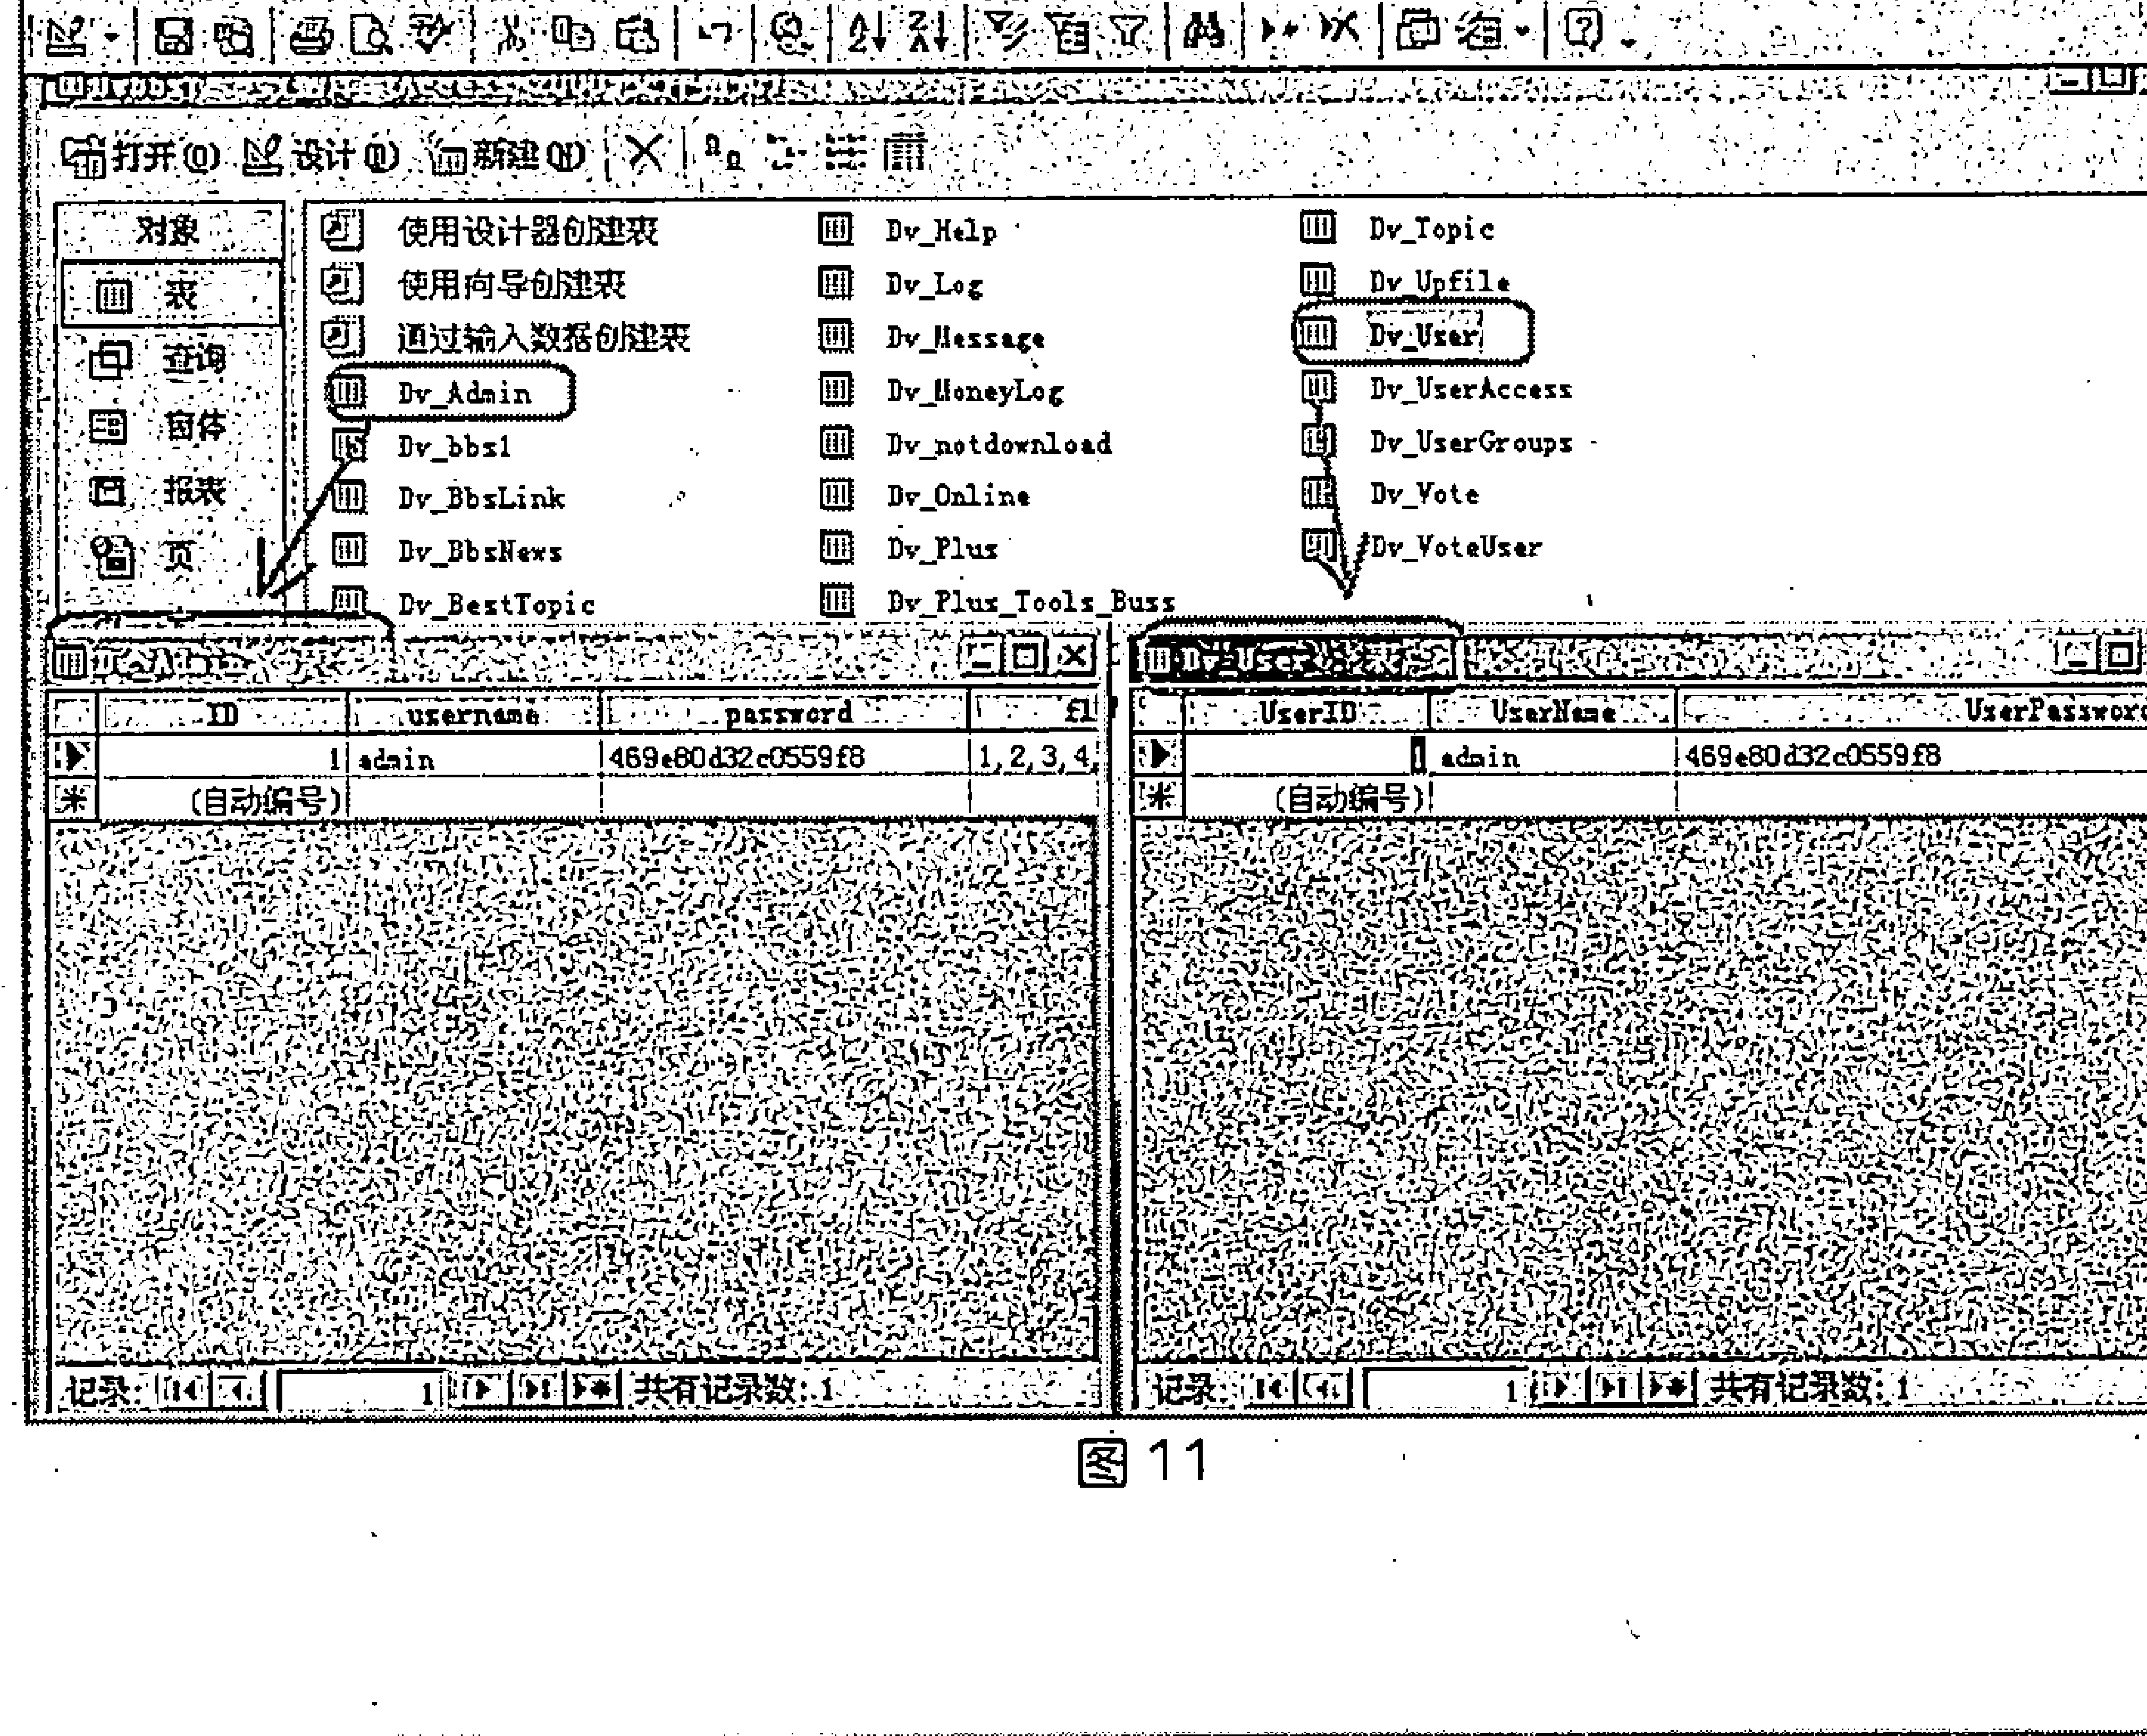 打开(O) 设计(D) 新建(N)
对象
表
查询
窗体
报表
页
使用设计器创建表
使用向导创建表
通过输入数据创建表
Dv_Admin
Dv_bbs1
Dv_BbsLink
Dv_BbsNews
Dv_BestTopic
Dv_Help
Dv_Log
Dv_Message
Dv_MoneyLog
Dv_notdownload
Dv_Online
Dv_Plus
Dv_Plus_Tools_Buss
Dv_Topic
Dv_Upfile
Dv_User
Dv_UserAccess
Dv_UserGroups
Dv_Vote
Dv_VoteUser
ID username password fl
1 admin 469e80d32c0559f8 1,2,3,4,
(自动编号)
记录: 1 共有记录数: 1
Dv_User
UserID UserName UserPassword
1 admin 469e80d32c0559f8
(自动编号)
记录: 1 共有记录数: 1
图 11